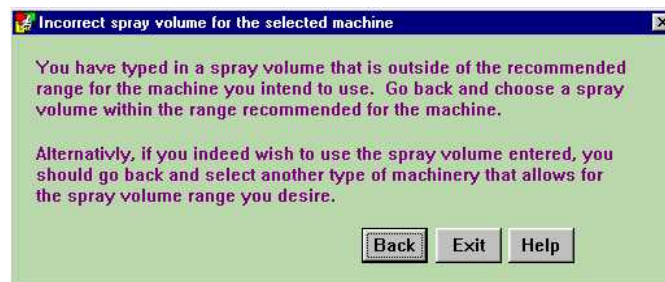 Incorrect spray volume for the selected machine
You have typed in a spray volume that is outside of the recommended
range for the machine you intend to use. Go back and choose a spray
volume within the range recommended for the machine.
Alternativly, if you indeed wish to use the spray volume entered, you
should go back and select another type of machinery that allows for
the spray volume range you desire.
Back Exit Help